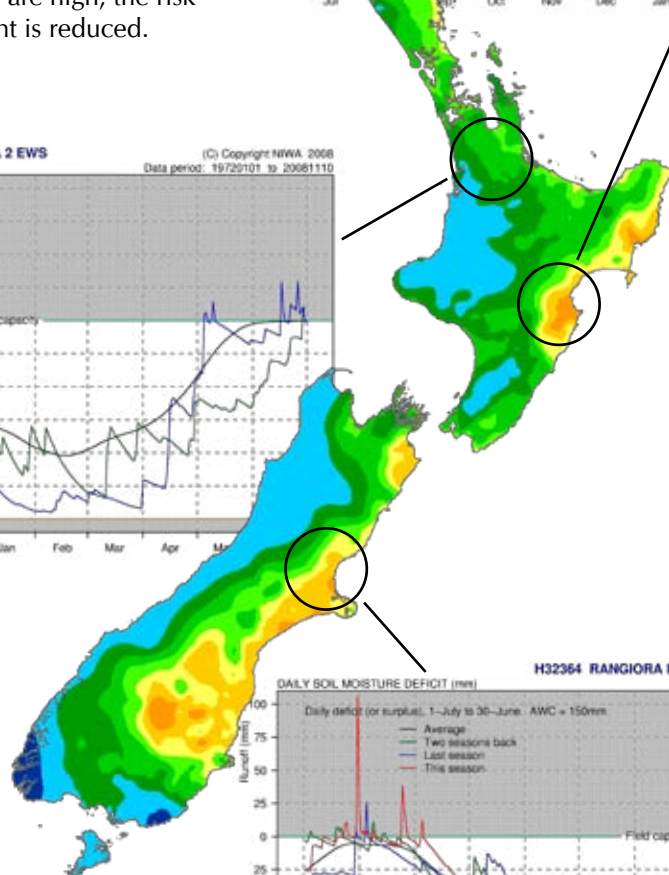 are high, the risk
nt is reduced.
Oct Nov Dec
2 EWS
(C) Copyright NIWA 2008
Data period: 19720101 to 20081110
capacity
Jan Feb Mar Apr
H32364 RANGIORA
DAILY SOIL MOISTURE DEFICIT (mm)
Daily deficit (or surplus), 1-July to 30-June. AWC = 150mm
Average
Two seasons back
Last season
This season
Runoff (mm)
100
75
50
25
0
Field cap
25